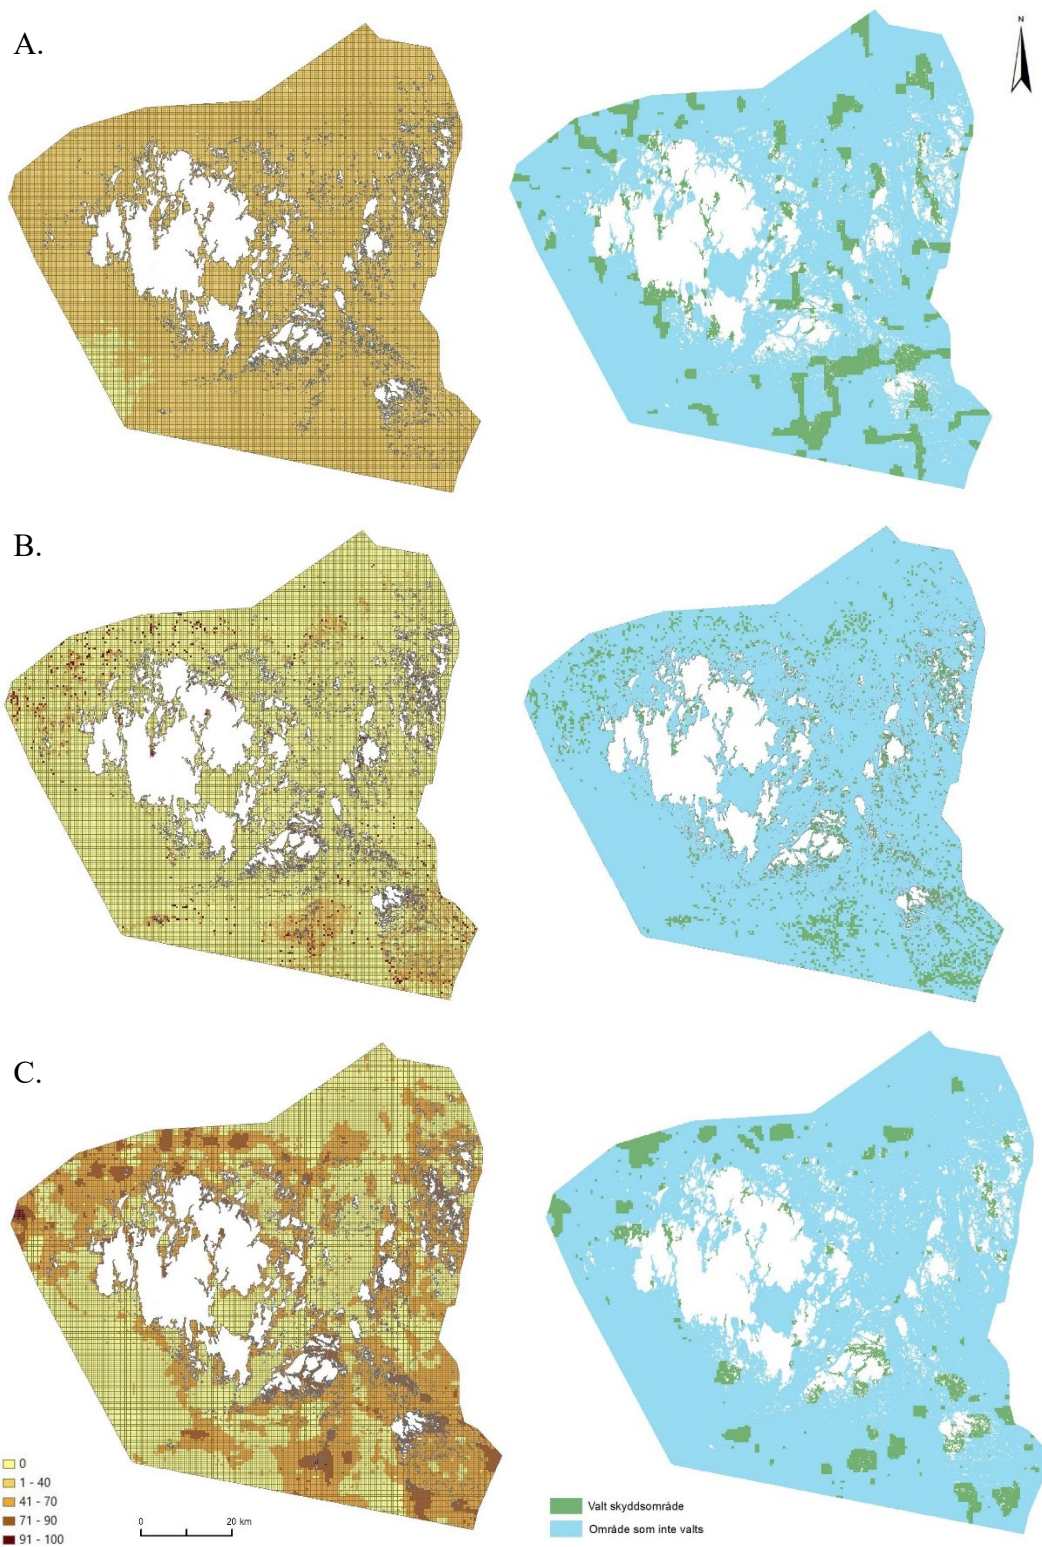 A.
N
B.
C.
0
1 - 40
41 - 70
71 - 90
91 - 100
0 20 km
Valt skyddsområde
Område som inte valts